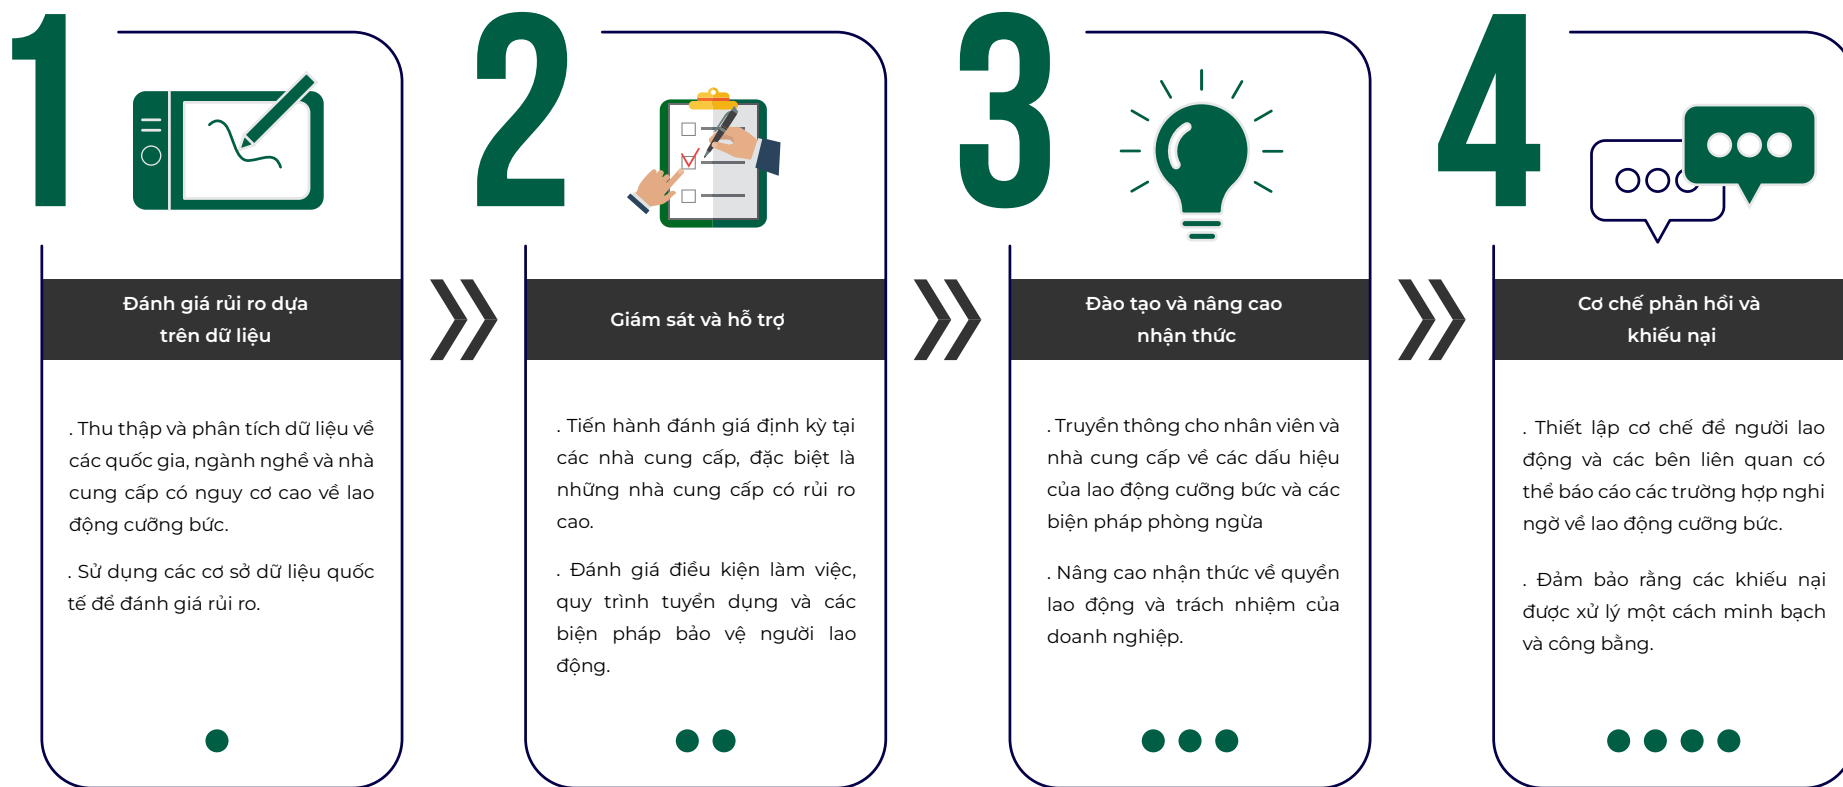 1
Đánh giá rủi ro dựa
trên dữ liệu
. Thu thập và phân tích dữ liệu về
các quốc gia, ngành nghề và nhà
cung cấp có nguy cơ cao về lao
động cưỡng bức.
. Sử dụng các cơ sở dữ liệu quốc
tế để đánh giá rủi ro.
2
Giám sát và hỗ trợ
. Tiến hành đánh giá định kỳ tại
các nhà cung cấp, đặc biệt là
những nhà cung cấp có rủi ro
cao.
. Đánh giá điều kiện làm việc,
quy trình tuyển dụng và các
biện pháp bảo vệ người lao
động.
3
Đào tạo và nâng cao
nhận thức
. Truyền thông cho nhân viên và
nhà cung cấp về các dấu hiệu
của lao động cưỡng bức và các
biện pháp phòng ngừa
. Nâng cao nhận thức về quyền
lao động và trách nhiệm của
doanh nghiệp.
4
Cơ chế phản hồi và
khiếu nại
. Thiết lập cơ chế để người lao
động và các bên liên quan có
thể báo cáo các trường hợp nghi
ngờ về lao động cưỡng bức.
. Đảm bảo rằng các khiếu nại
được xử lý một cách minh bạch
và công bằng.